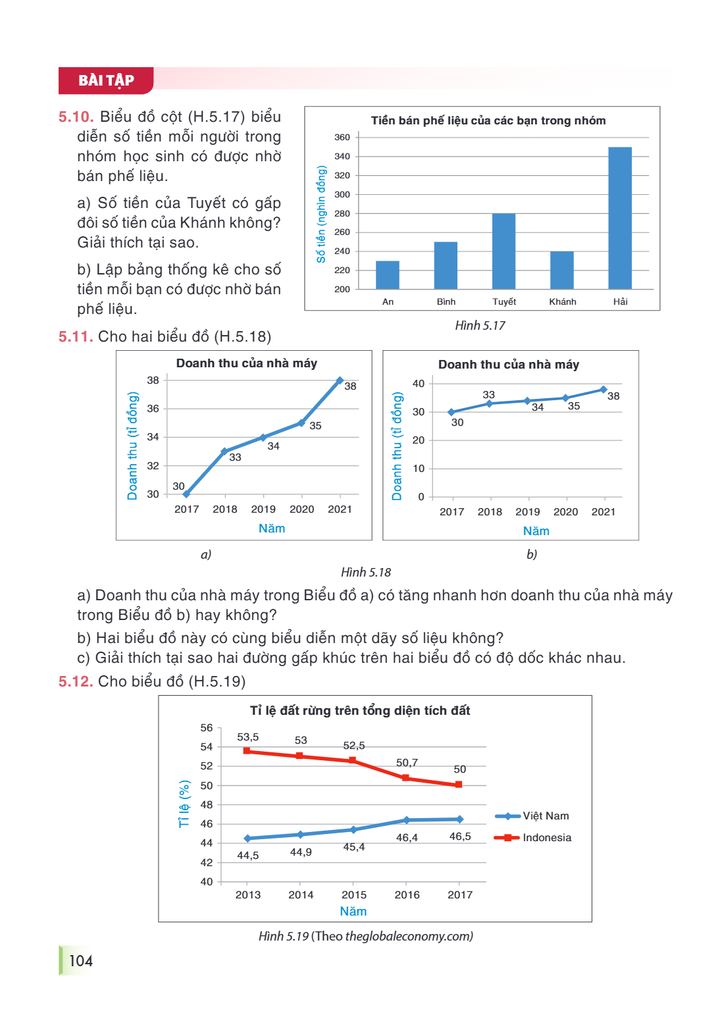 BÀI TẬP
5.10. Biểu đồ cột (H.5.17) biểu
diễn số tiền mỗi người trong
nhóm học sinh có được nhờ
bán phế liệu.
a) Số tiền của Tuyết có gấp
đôi số tiền của Khánh không?
Giải thích tại sao.
b) Lập bảng thống kê cho số
tiền mỗi bạn có được nhờ bán
phế liệu.
Tiền bán phế liệu của các bạn trong nhóm
Số tiền (nghìn đồng)
360
340
320
300
280
260
240
220
200
An Bình Tuyết Khánh Hải
Hình 5.17
5.11. Cho hai biểu đồ (H.5.18)
Doanh thu của nhà máy
Doanh thu (tỉ đồng)
38
36
34
32
30
30 33 34 35 38
2017 2018 2019 2020 2021
Năm
a)
Doanh thu của nhà máy
Doanh thu (tỉ đồng)
40
30
20
10
0
30 33 34 35 38
2017 2018 2019 2020 2021
Năm
b)
Hình 5.18
a) Doanh thu của nhà máy trong Biểu đồ a) có tăng nhanh hơn doanh thu của nhà máy
trong Biểu đồ b) hay không?
b) Hai biểu đồ này có cùng biểu diễn một dãy số liệu không?
c) Giải thích tại sao hai đường gấp khúc trên hai biểu đồ có độ dốc khác nhau.
5.12. Cho biểu đồ (H.5.19)
Tỉ lệ đất rừng trên tổng diện tích đất
Tỉ lệ (%)
56
54
52
50
48
46
44
42
40
53,5 53 52,5 50,7 50
44,5 44,9 45,4 46,4 46,5
2013 2014 2015 2016 2017
Năm
Việt Nam
Indonesia
Hình 5.19 (Theo theglobaleconomy.com)
104